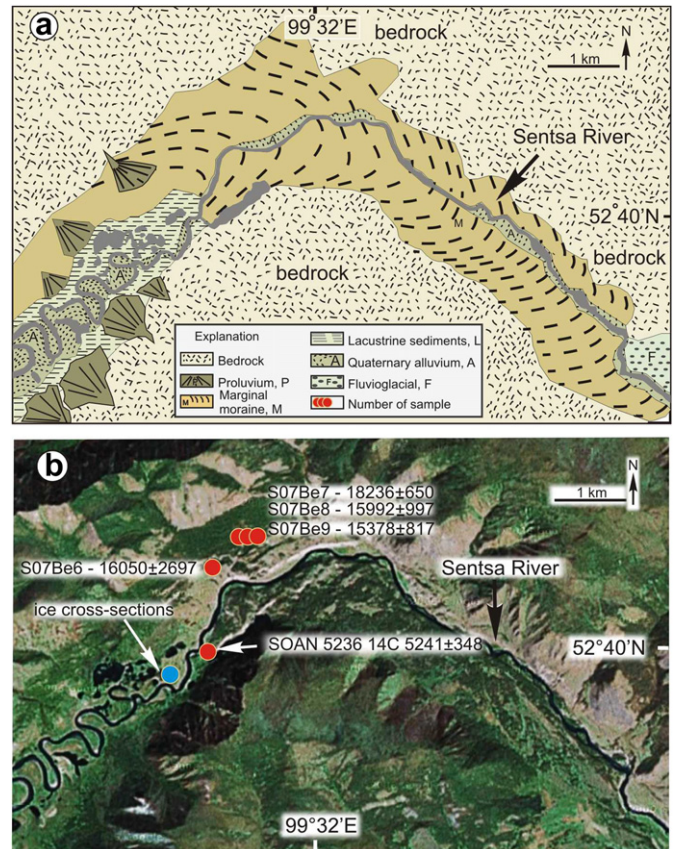 a
99°32'E
bedrock
N
1 km
Sentsa River
52°40'N
bedrock
bedrock
A
M
A
A
F
Explanation
Bedrock
P
Proluvium, P
M
Marginal
moraine, M
Lacustrine sediments, L
A
Quaternary alluvium, A
F
Fluvioglacial, F
Number of sample
b
N
1 km
S07Be7 - 18236±650
S07Be8 - 15992±997
S07Be9 - 15378±817
S07Be6 - 16050±2697
Sentsa River
ice cross-sections
SOAN 5236 14C 5241±348
52°40'N
99°32'E